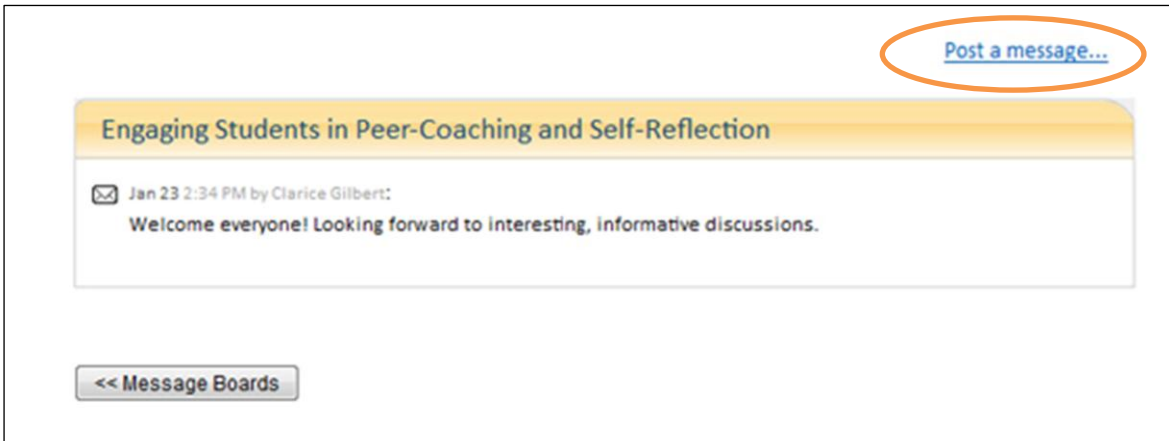 Post a message...
Engaging Students in Peer-Coaching and Self-Reflection
Jan 23 2:34 PM by Clarice Gilbert:
Welcome everyone! Looking forward to interesting, informative discussions.
<< Message Boards